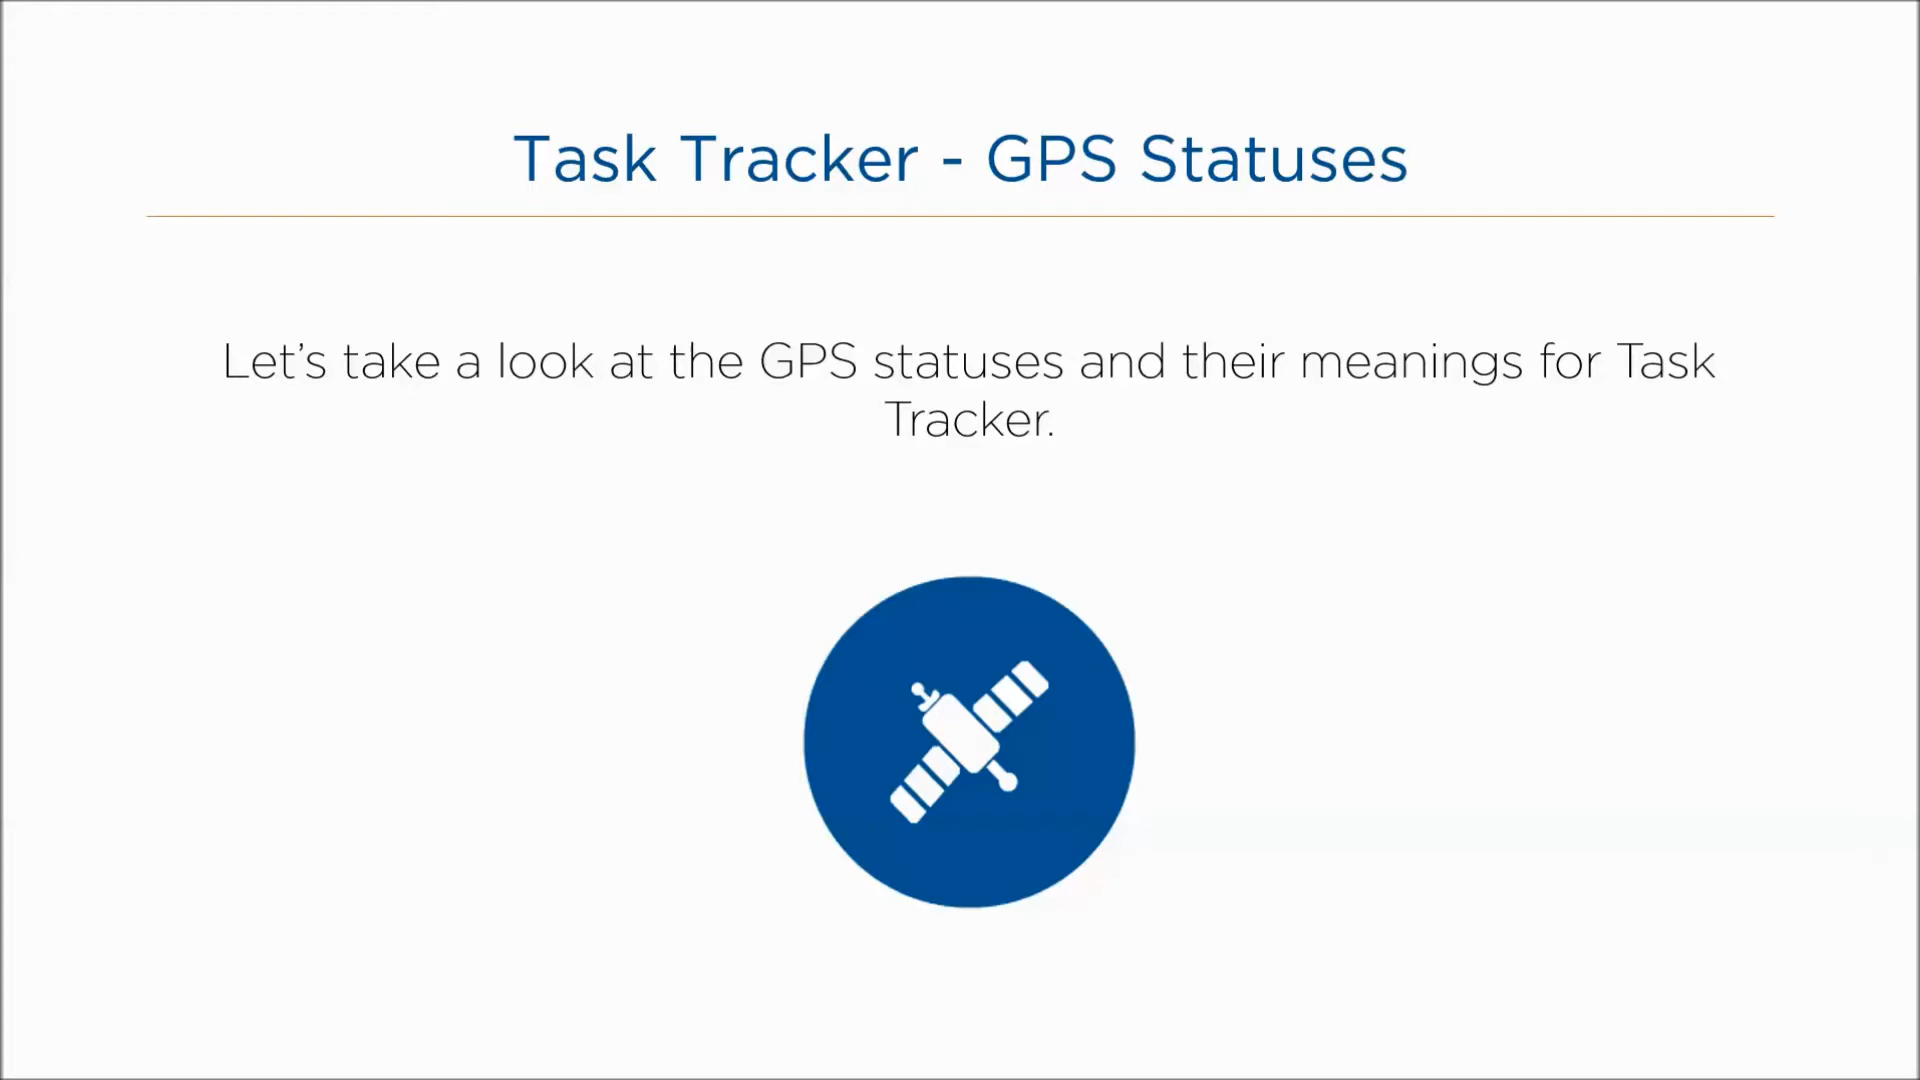 Task Tracker - GPS Statuses
Let’s take a look at the GPS statuses and their meanings for Task
Tracker.